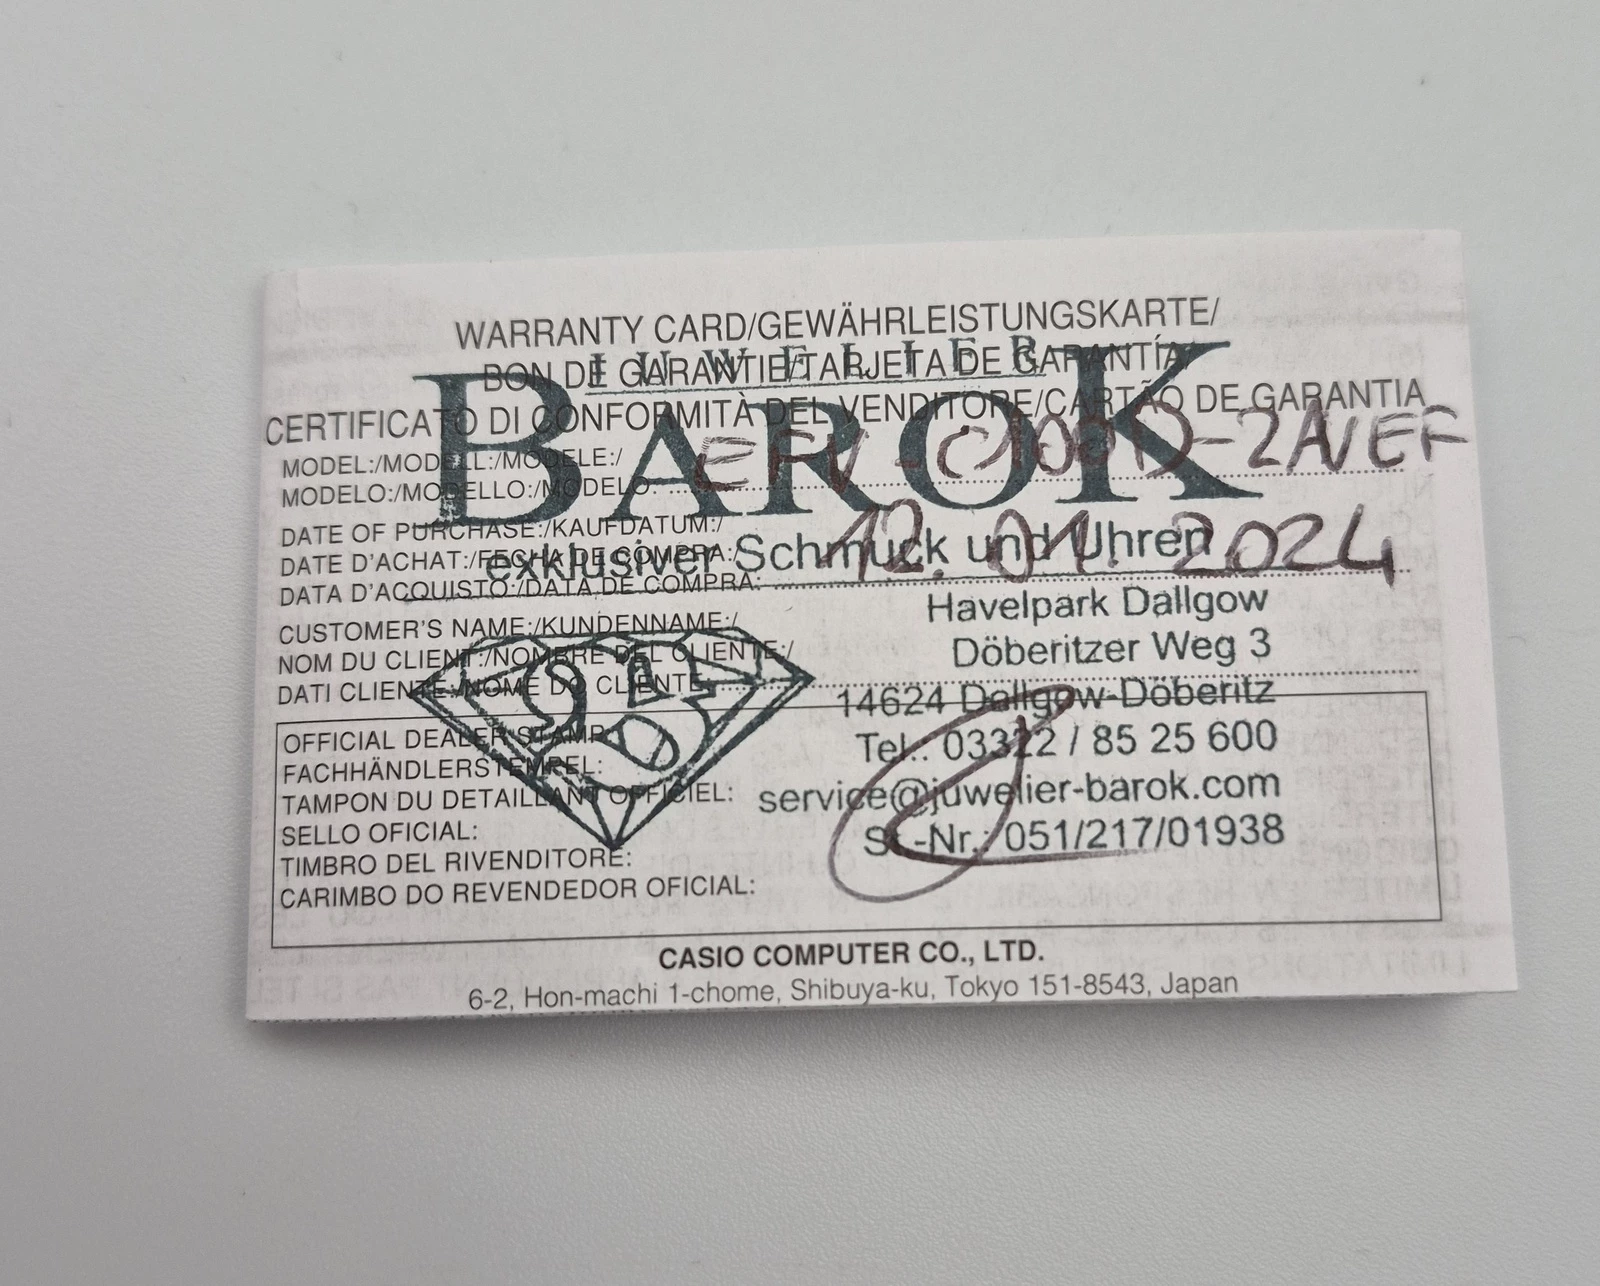 WARRANTY CARD/GEWÄHRLEISTUNGSKARTE/
BON DE GARANTIE/TARJETA DE GARANTÍA/
JUWELIER
CERTIFICATO DI CONFORMITÀ DEL VENDITORE/CARTÃO DE GARANTIA
BAROK
MODEL:/MODELL:/MODELE:/
MODELO:/MODELLO:/MODELO:
EFV-C100D-2AVEF
DATE OF PURCHASE:/KAUFDATUM:/
DATE D'ACHAT:/FECHA DE COMPRA:/
exklusiver Schmuck und Uhren
12.01.2024
DATA D'ACQUISTO:/DATA DE COMPRA:
Havelpark Dallgow
CUSTOMER'S NAME:/KUNDENNAME:/
Döberitzer Weg 3
NOM DU CLIENT:/NOMBRE DEL CLIENTE:/
DATI CLIENTE:/NOME DO CLIENTE:
14624 Dallgow-Döberitz
OFFICIAL DEALER STAMP:
Tel.: 03322 / 85 25 600
FACHHÄNDLERSTEMPEL:
TAMPON DU DETAILLANT OFFICIEL:
service@juwelier-barok.com
SELLO OFICIAL:
St.-Nr.: 051/217/01938
TIMBRO DEL RIVENDITORE:
CARIMBO DO REVENDEDOR OFICIAL:
CASIO COMPUTER CO., LTD.
6-2, Hon-machi 1-chome, Shibuya-ku, Tokyo 151-8543, Japan